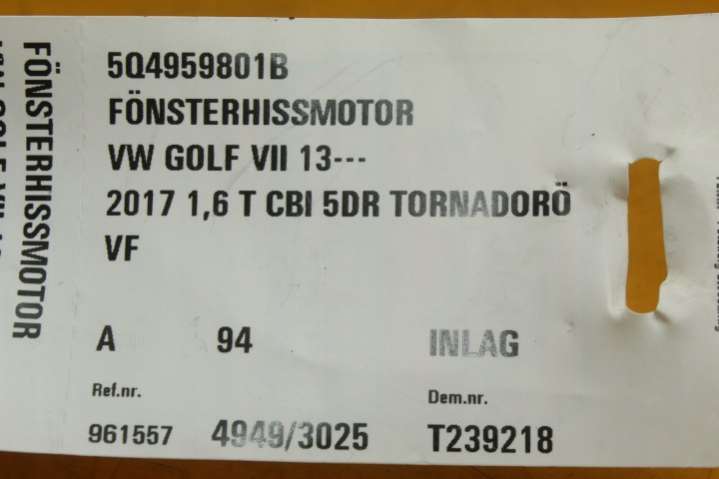 5Q4959801B
FÖNSTERHISSMOTOR
VW GOLF VII 13---
2017 1,6 T CBI 5DR TORNADORÖ
VF
A 94 INLAG
Ref.nr. Dem.nr.
961557 4949/3025 T239218
FÖNSTERHISSMOTOR